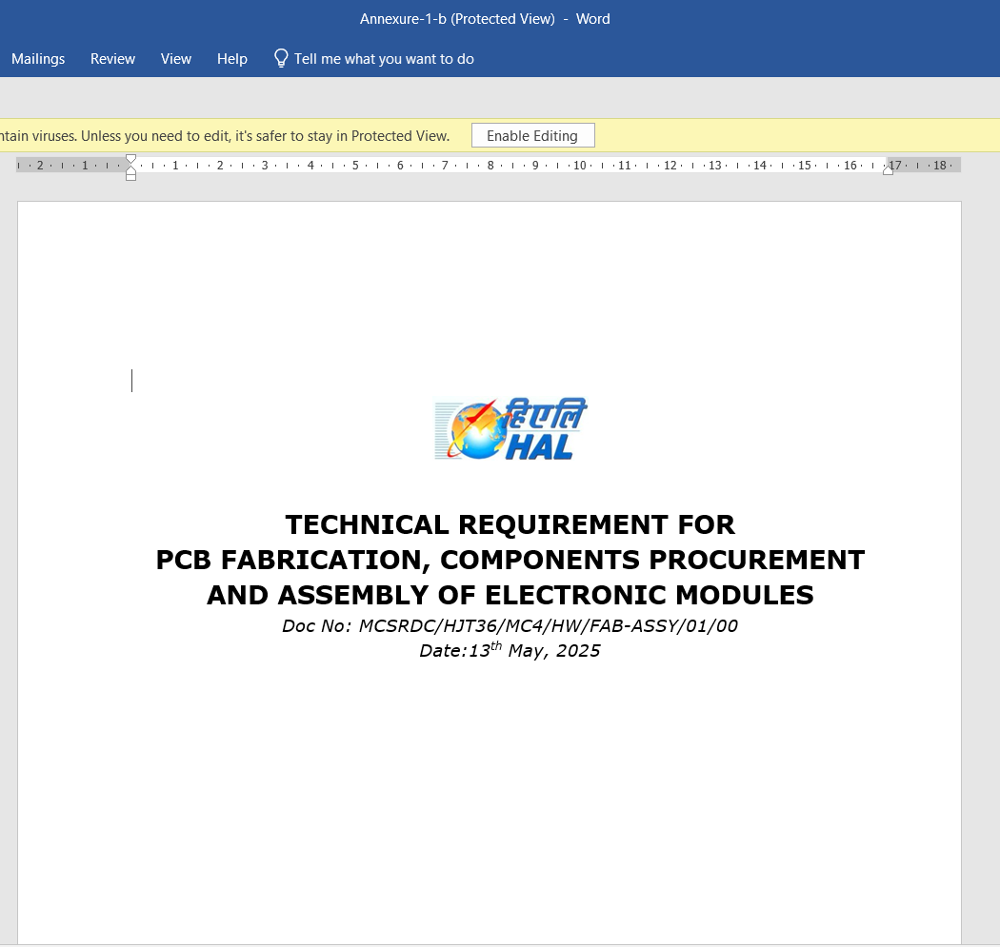 Annexure-1-b (Protected View) - Word
Mailings Review View Help Tell me what you want to do
ntain viruses. Unless you need to edit, it's safer to stay in Protected View. Enable Editing
2 1 1 2 3 4 5 6 7 8 9 10 11 12 13 14 15 16 17 18
हिएलि
HAL
TECHNICAL REQUIREMENT FOR
PCB FABRICATION, COMPONENTS PROCUREMENT
AND ASSEMBLY OF ELECTRONIC MODULES
Doc No: MCSRDC/HJT36/MC4/HW/FAB-ASSY/01/00
Date:13th May, 2025